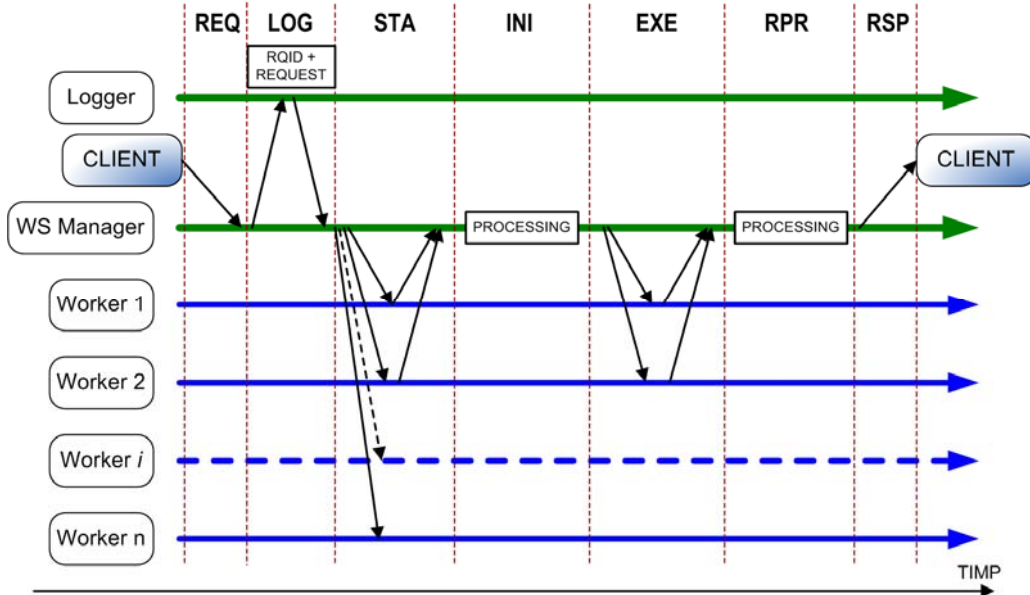 REQ LOG STA INI EXE RPR RSP
RQID +
REQUEST
Logger
CLIENT CLIENT
WS Manager PROCESSING PROCESSING
Worker 1
Worker 2
Worker i
Worker n
TIMP